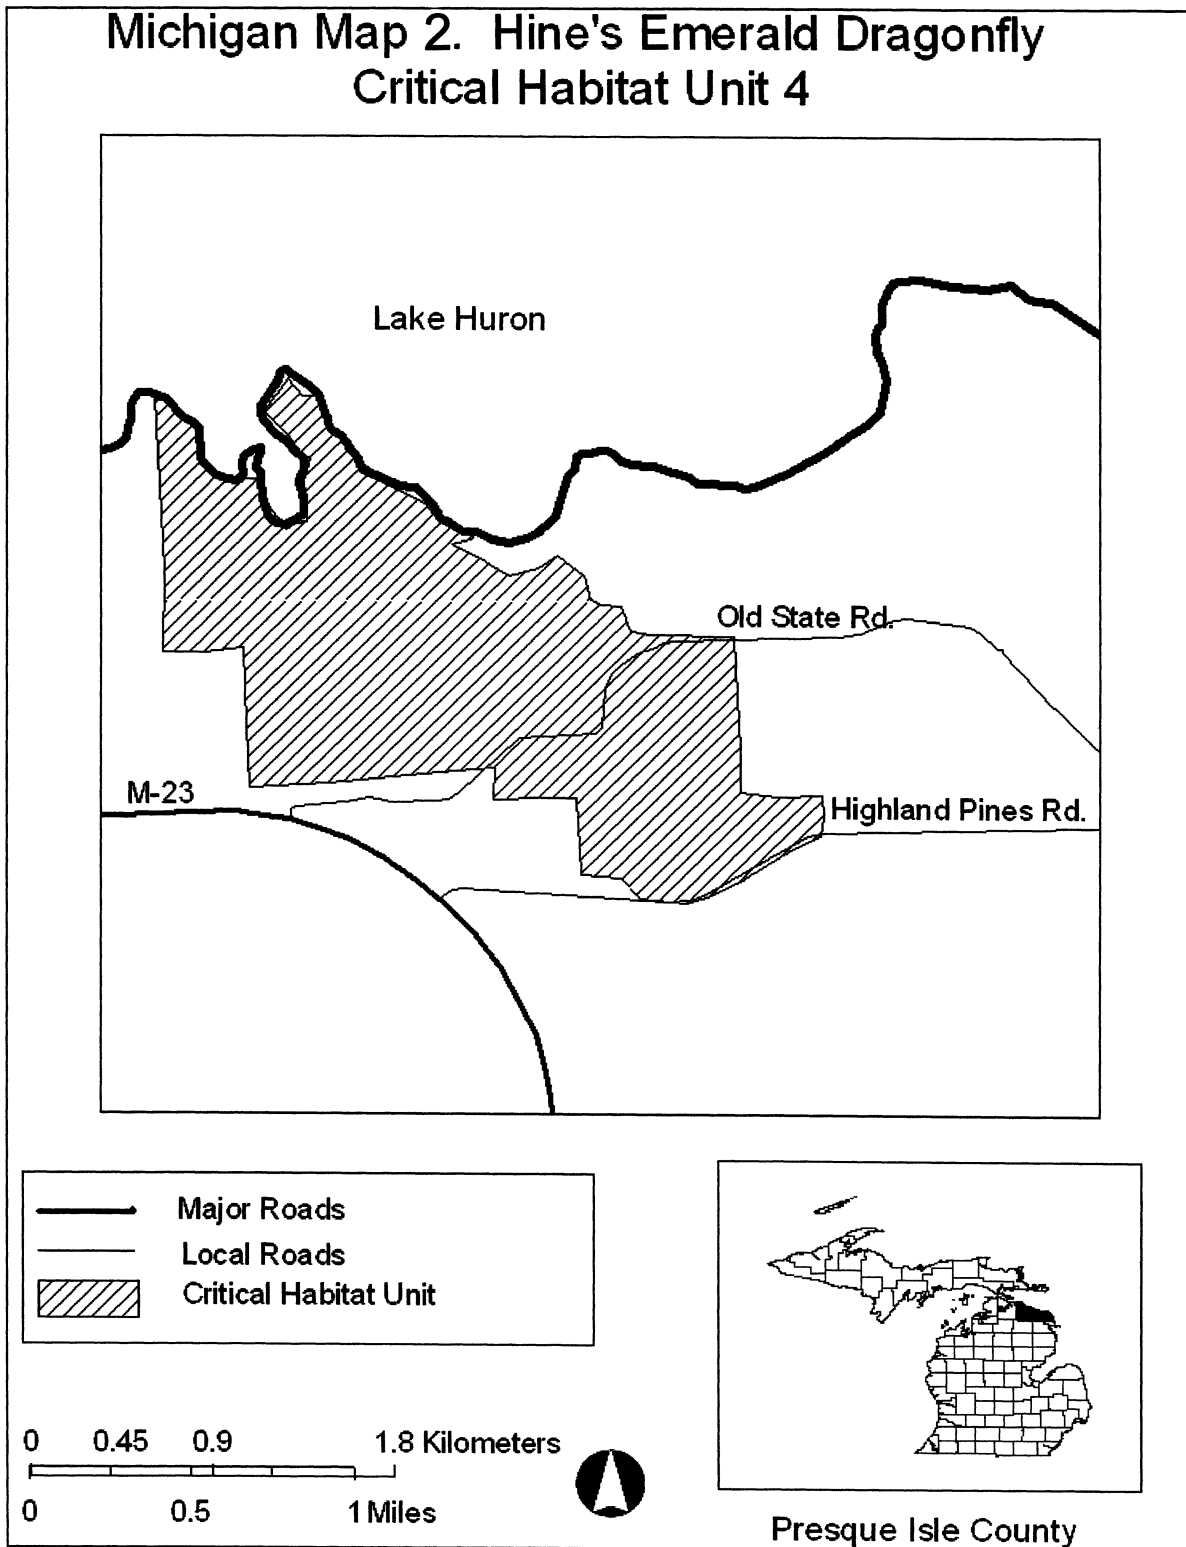 Michigan Map 2. Hine's Emerald Dragonfly
Critical Habitat Unit 4
Lake Huron
Old State Rd.
M-23
Highland Pines Rd.
Major Roads
Local Roads
Critical Habitat Unit
0 0.45 0.9 1.8 Kilometers
0 0.5 1 Miles
Presque Isle County